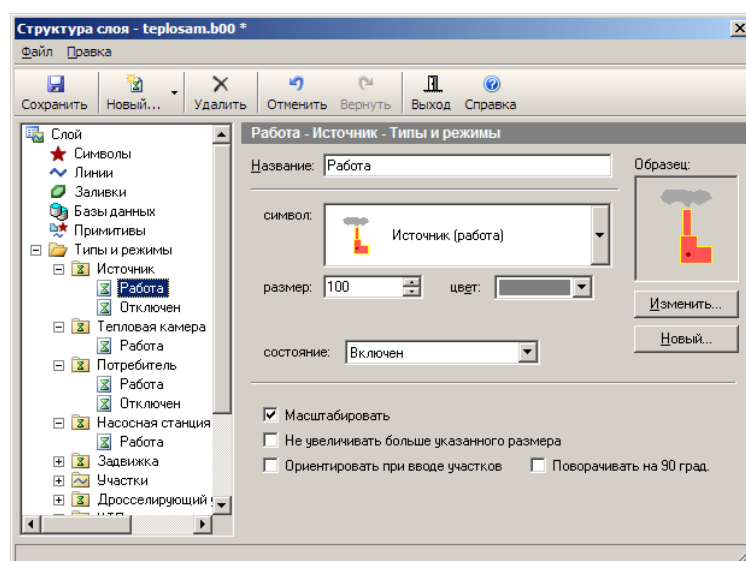 Структура слоя - teplosam.b00 *
Файл Правка
Сохранить Новый... Удалить Отменить Вернуть Выход Справка
Слой
Символы
Линии
Заливки
Базы данных
Примитивы
Типы и режимы
Источник
Работа
Отключен
Тепловая камера
Работа
Потребитель
Работа
Отключен
Насосная станция
Работа
Задвижка
Участки
Дросселирующий
Работа - Источник - Типы и режимы
Название: Работа
Образец:
символ: Источник (работа)
размер: 100 цвет:
Изменить...
Новый...
состояние: Включен
Масштабировать
Не увеличивать больше указанного размера
Ориентировать при вводе участков Поворачивать на 90 град.